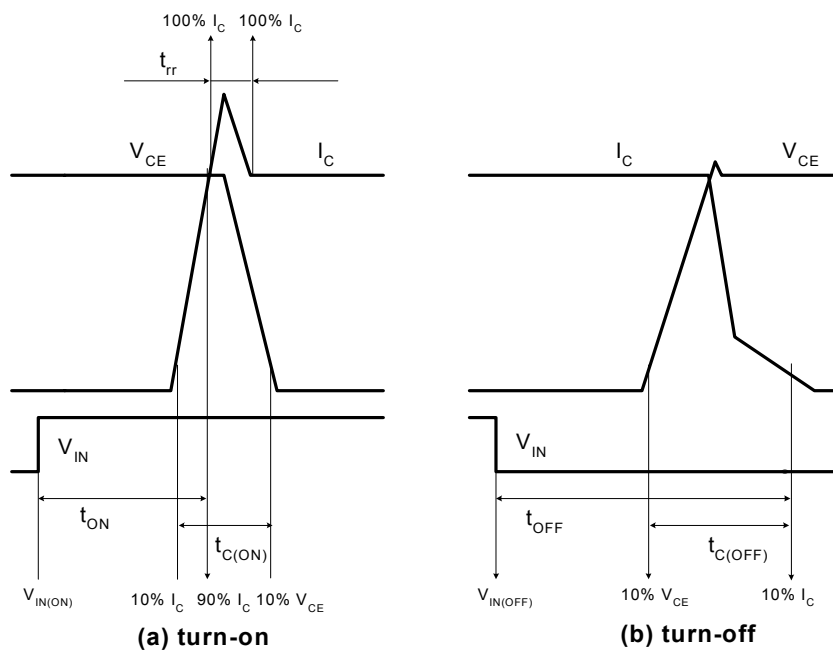 100% I_C 100% I_C
t_rr
V_CE I_C
I_C V_CE
V_IN
V_IN
t_ON
t_OFF
t_C(ON)
t_C(OFF)
V_IN(ON) 10% I_C 90% I_C 10% V_CE
V_IN(OFF) 10% V_CE 10% I_C
(a) turn-on
(b) turn-off